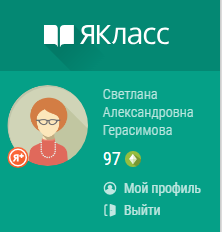 ЯКласс
Светлана
Александровна
Герасимова
Я+
97
Мой профиль
Выйти